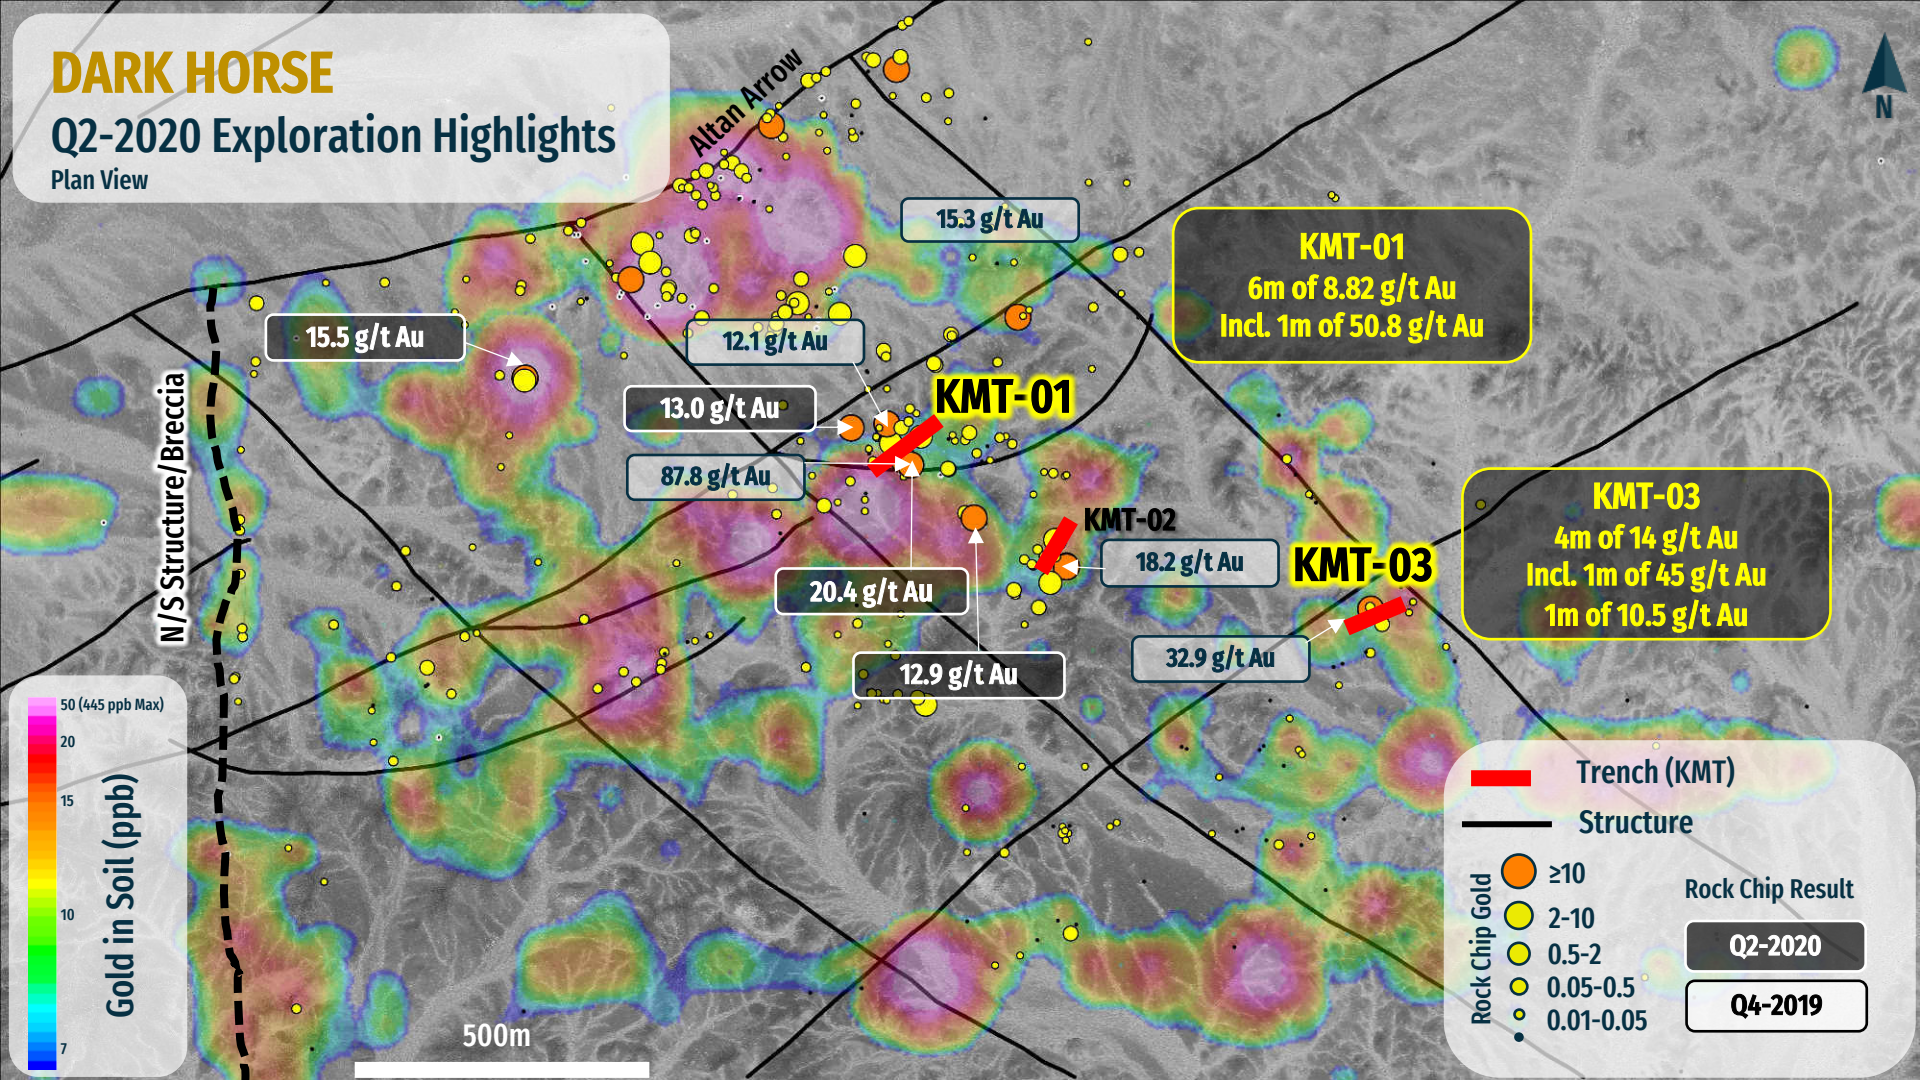 DARK HORSE
Q2-2020 Exploration Highlights
Plan View
Altan Arrow
N
15.3 g/t Au
KMT-01
6m of 8.82 g/t Au
Incl. 1m of 50.8 g/t Au
15.5 g/t Au
12.1 g/t Au
13.0 g/t Au
KMT-01
87.8 g/t Au
N/S Structure/Breccia
KMT-02
18.2 g/t Au
KMT-03
KMT-03
4m of 14 g/t Au
Incl. 1m of 45 g/t Au
1m of 10.5 g/t Au
20.4 g/t Au
12.9 g/t Au
32.9 g/t Au
50 (445 ppb Max)
20
15
10
7
Gold in Soil (ppb)
500m
Trench (KMT)
Structure
Rock Chip Gold
≥10
2-10
0.5-2
0.05-0.5
0.01-0.05
Rock Chip Result
Q2-2020
Q4-2019